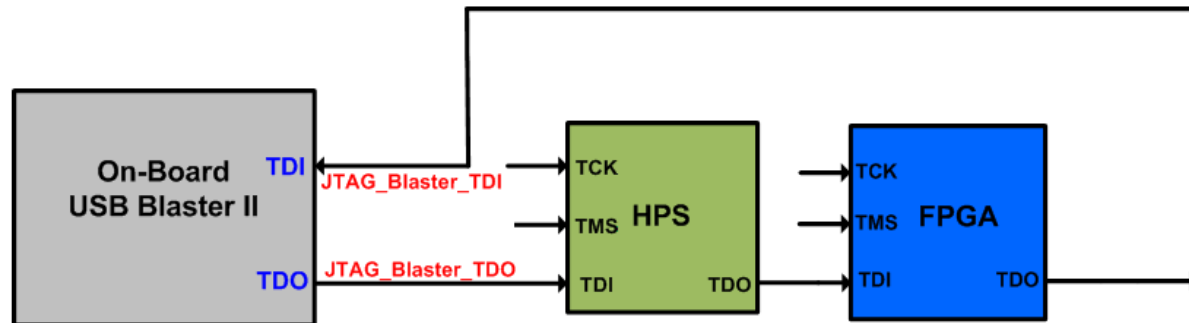 On-Board
USB Blaster II
TDI
TDO
JTAG_Blaster_TDI
JTAG_Blaster_TDO
TCK
TMS
TDI
HPS
TDO
TCK
TMS
TDI
FPGA
TDO